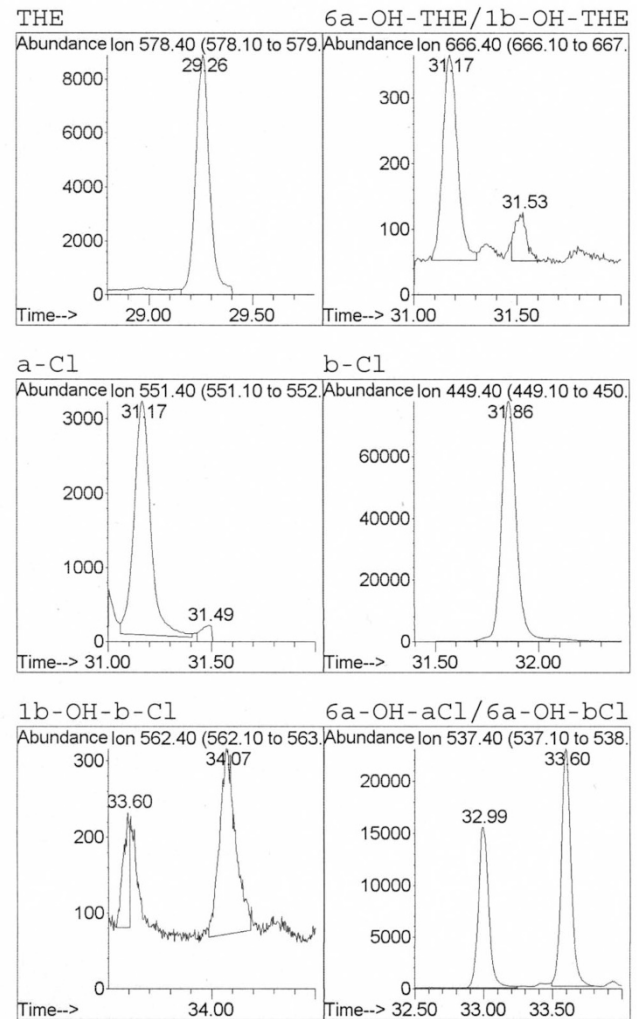 THE
Abundance Ion 578.40 (578.10 to 579.
29.26
8000
6000
4000
2000
0
Time--> 29.00 29.50
6a-OH-THE/1b-OH-THE
Abundance Ion 666.40 (666.10 to 667.
31.17
300
200
31.53
100
0
Time--> 31.00 31.50
a-Cl
Abundance Ion 551.40 (551.10 to 552.
3000
31.17
2000
1000
31.49
0
Time--> 31.00 31.50
b-Cl
Abundance Ion 449.40 (449.10 to 450.
31.86
60000
40000
20000
0
Time--> 31.50 32.00
1b-OH-b-Cl
Abundance Ion 562.40 (562.10 to 563.
300
34.07
33.60
200
100
0
Time--> 34.00
6a-OH-aCl/6a-OH-bCl
Abundance Ion 537.40 (537.10 to 538.
33.60
20000
32.99
15000
10000
5000
0
Time--> 32.50 33.00 33.50